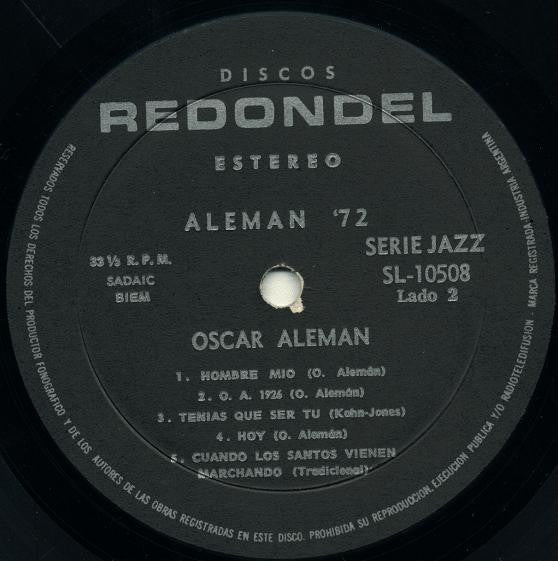 DISCOS
REDONDEL
ESTEREO
ALEMAN '72
33 ⅓ R.P.M.
SADAIC
BIEM
SERIE JAZZ
SL-10508
Lado 2
OSCAR ALEMAN
1. HOMBRE MIO (O. Alemán)
2. O. A. 1926 (O. Alemán)
3. TENIAS QUE SER TU (Kahn-Jones)
4. HOY (O. Alemán)
5. CUANDO LOS SANTOS VIENEN
MARCHANDO (Tradicional)
RESERVADOS TODOS LOS DERECHOS DEL PRODUCTOR FONOGRAFICO Y DE LOS AUTORES DE LAS OBRAS REGISTRADAS EN ESTE DISCO. PROHIBIDA SU REPRODUCCION, EJECUCION PUBLICA Y/O RADIOTELEDIFUSION - MARCA REGISTRADA-INDUSTRIA ARGENTINA